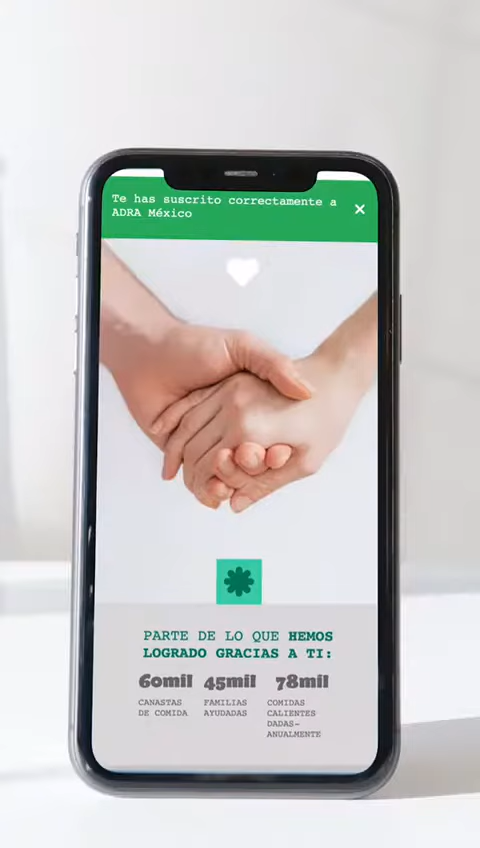 Te has suscrito correctamente a
ADRA México
PARTE DE LO QUE HEMOS
LOGRADO GRACIAS A TI:
60mil 45mil 78mil
CANASTAS
DE COMIDA
FAMILIAS
AYUDADAS
COMIDAS
CALIENTES
DADAS-
ANUALMENTE